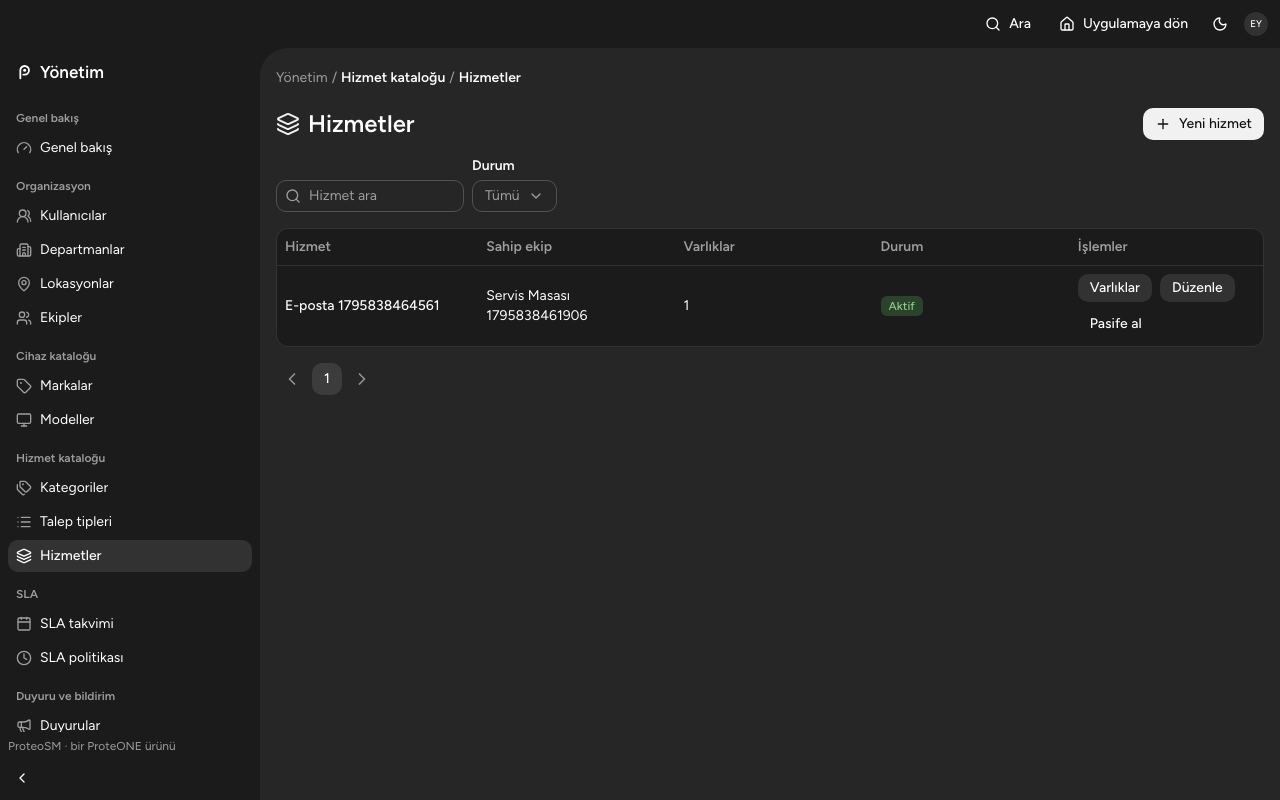 Ara
Uygulamaya dön
EY
Yönetim
Genel bakış
Genel bakış
Organizasyon
Kullanıcılar
Departmanlar
Lokasyonlar
Ekipler
Cihaz kataloğu
Markalar
Modeller
Hizmet kataloğu
Kategoriler
Talep tipleri
Hizmetler
SLA
SLA takvimi
SLA politikası
Duyuru ve bildirim
Duyurular
ProteoSM · bir ProteONE ürünü
Yönetim / Hizmet kataloğu / Hizmetler
Hizmetler
Yeni hizmet
Durum
Hizmet ara
Tümü
Hizmet Sahip ekip Varlıklar Durum İşlemler
E-posta 1795838464561
Servis Masası
1795838461906
1
Aktif
Varlıklar Düzenle
Pasife al
1